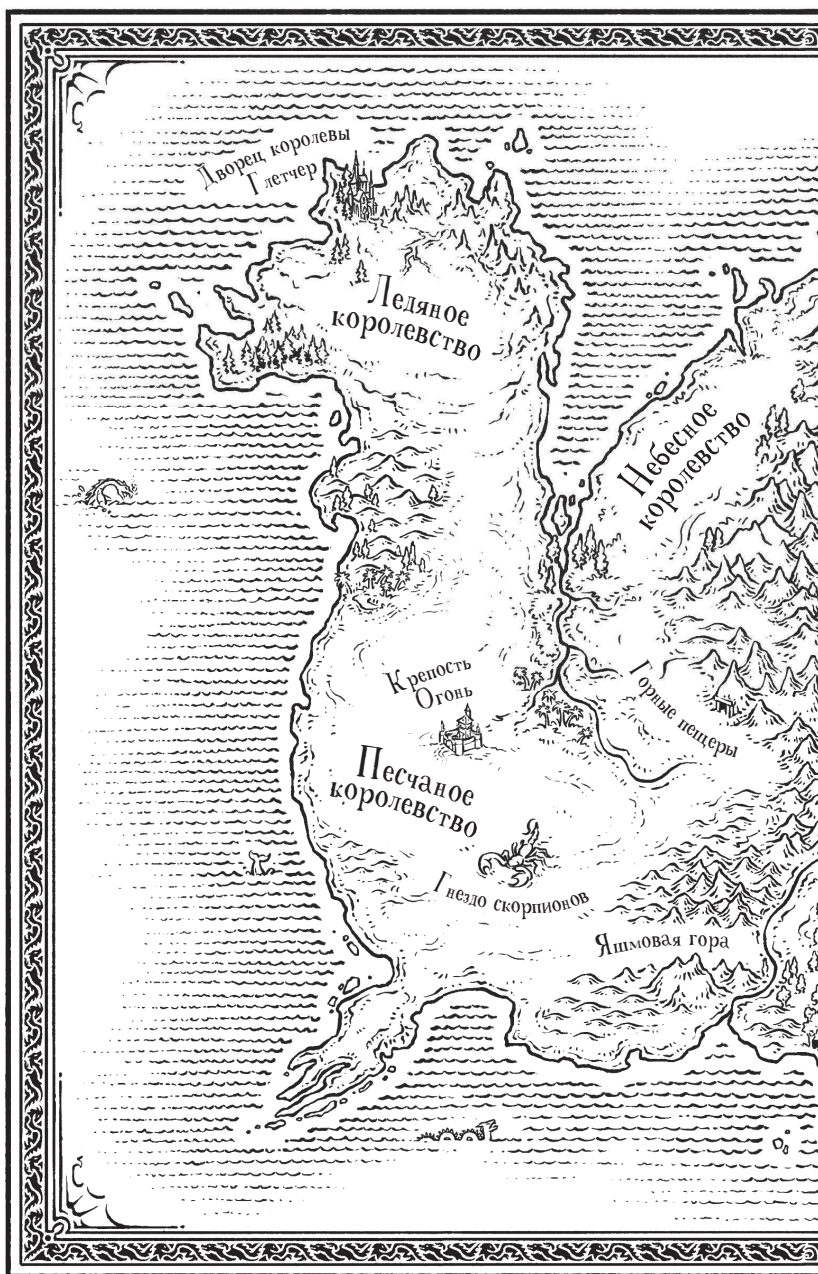 Дворец королевы
Глетчер
Ледяное
королевство
Небесное
королевство
Крепость
Огонь
Горные пещеры
Песчаное
королевство
Гнездо скорпионов
Яшмовая гора